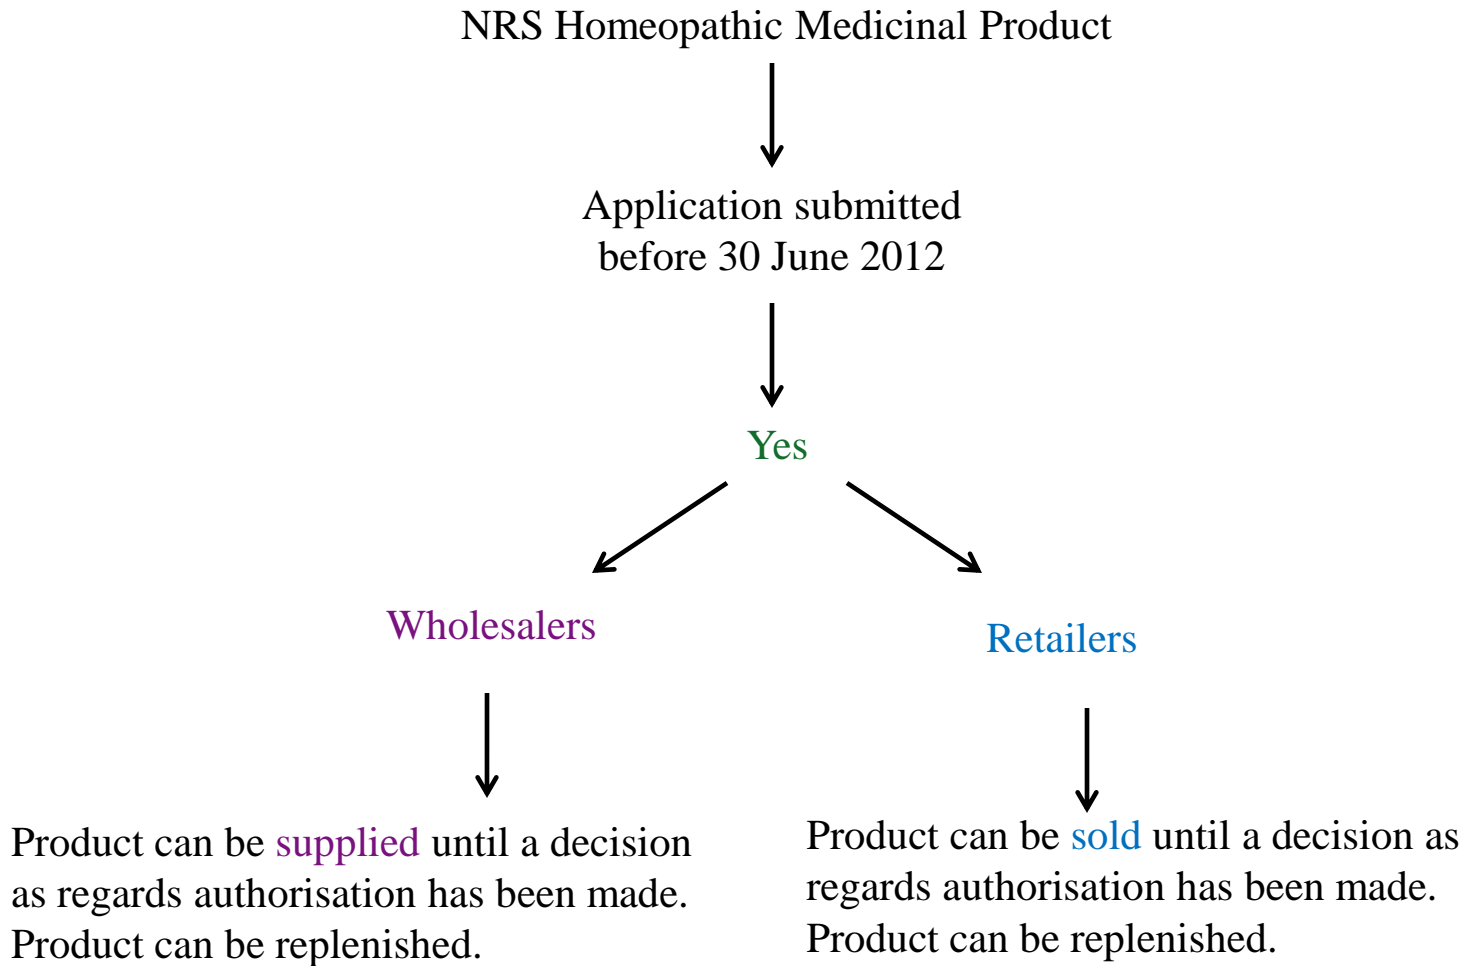 NRS Homeopathic Medicinal Product
Application submitted
before 30 June 2012
Yes
Wholesalers
Retailers
Product can be supplied until a decision
as regards authorisation has been made.
Product can be replenished.
Product can be sold until a decision as
regards authorisation has been made.
Product can be replenished.